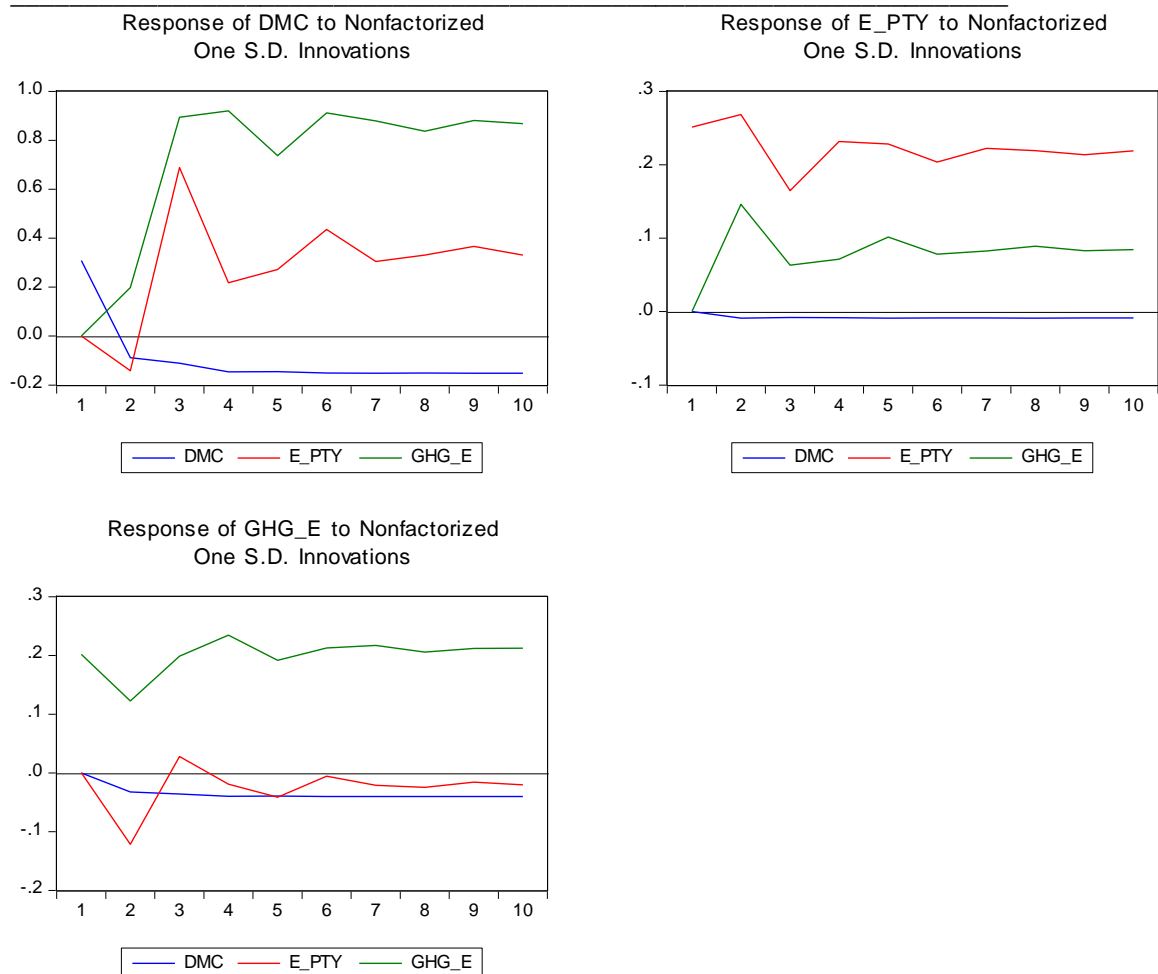 Response of DMC to Nonfactorized
One S.D. Innovations
1.0
0.8
0.6
0.4
0.2
0.0
-0.2
1 2 3 4 5 6 7 8 9 10
DMC E_PTY GHG_E
Response of E_PTY to Nonfactorized
One S.D. Innovations
.3
.2
.1
.0
-.1
1 2 3 4 5 6 7 8 9 10
DMC E_PTY GHG_E
Response of GHG_E to Nonfactorized
One S.D. Innovations
.3
.2
.1
.0
-.1
-.2
1 2 3 4 5 6 7 8 9 10
DMC E_PTY GHG_E